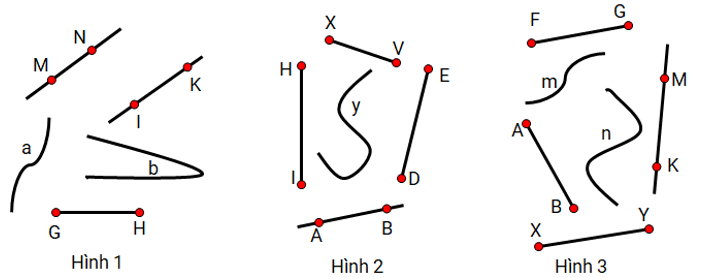 N
M
K
I
a
b
G
H
Hình 1
X
V
H
E
y
I
D
A
B
Hình 2
F
G
m
M
A
n
K
B
X
Y
Hình 3